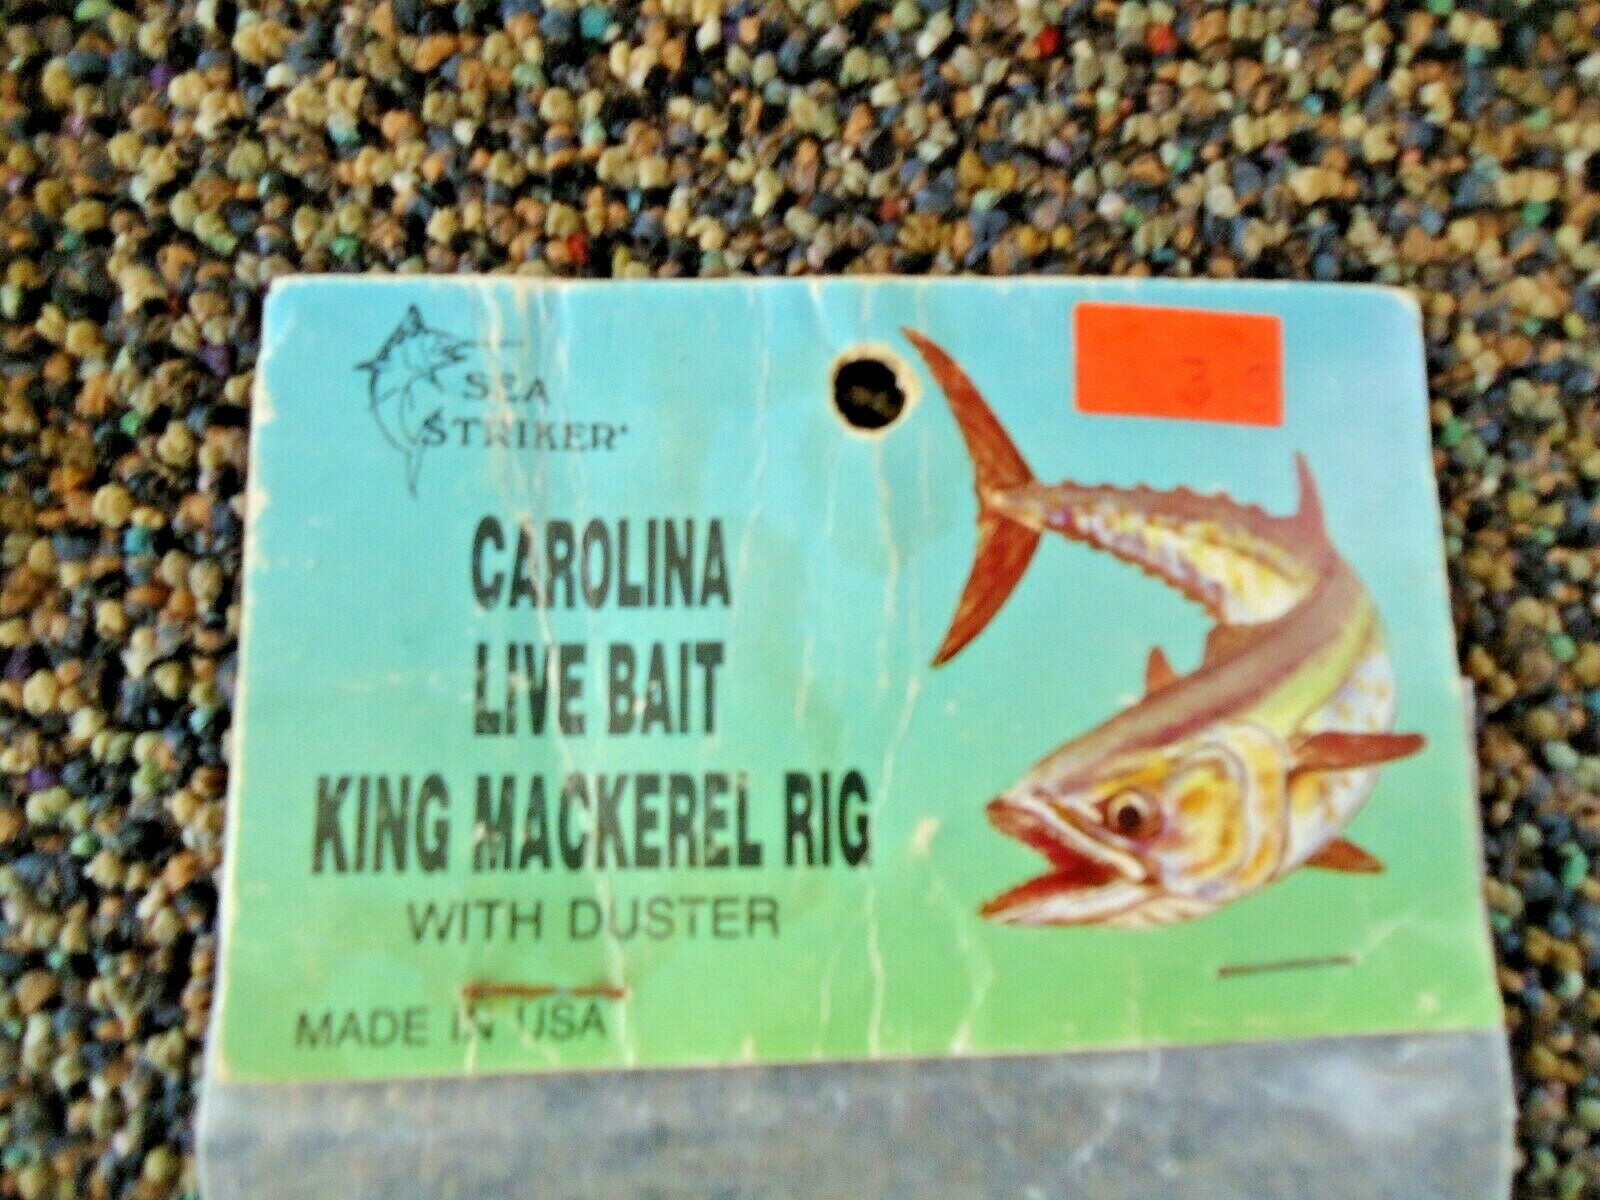 SEA
STRIKER
CAROLINA
LIVE BAIT
KING MACKEREL RIG
WITH DUSTER
MADE IN USA